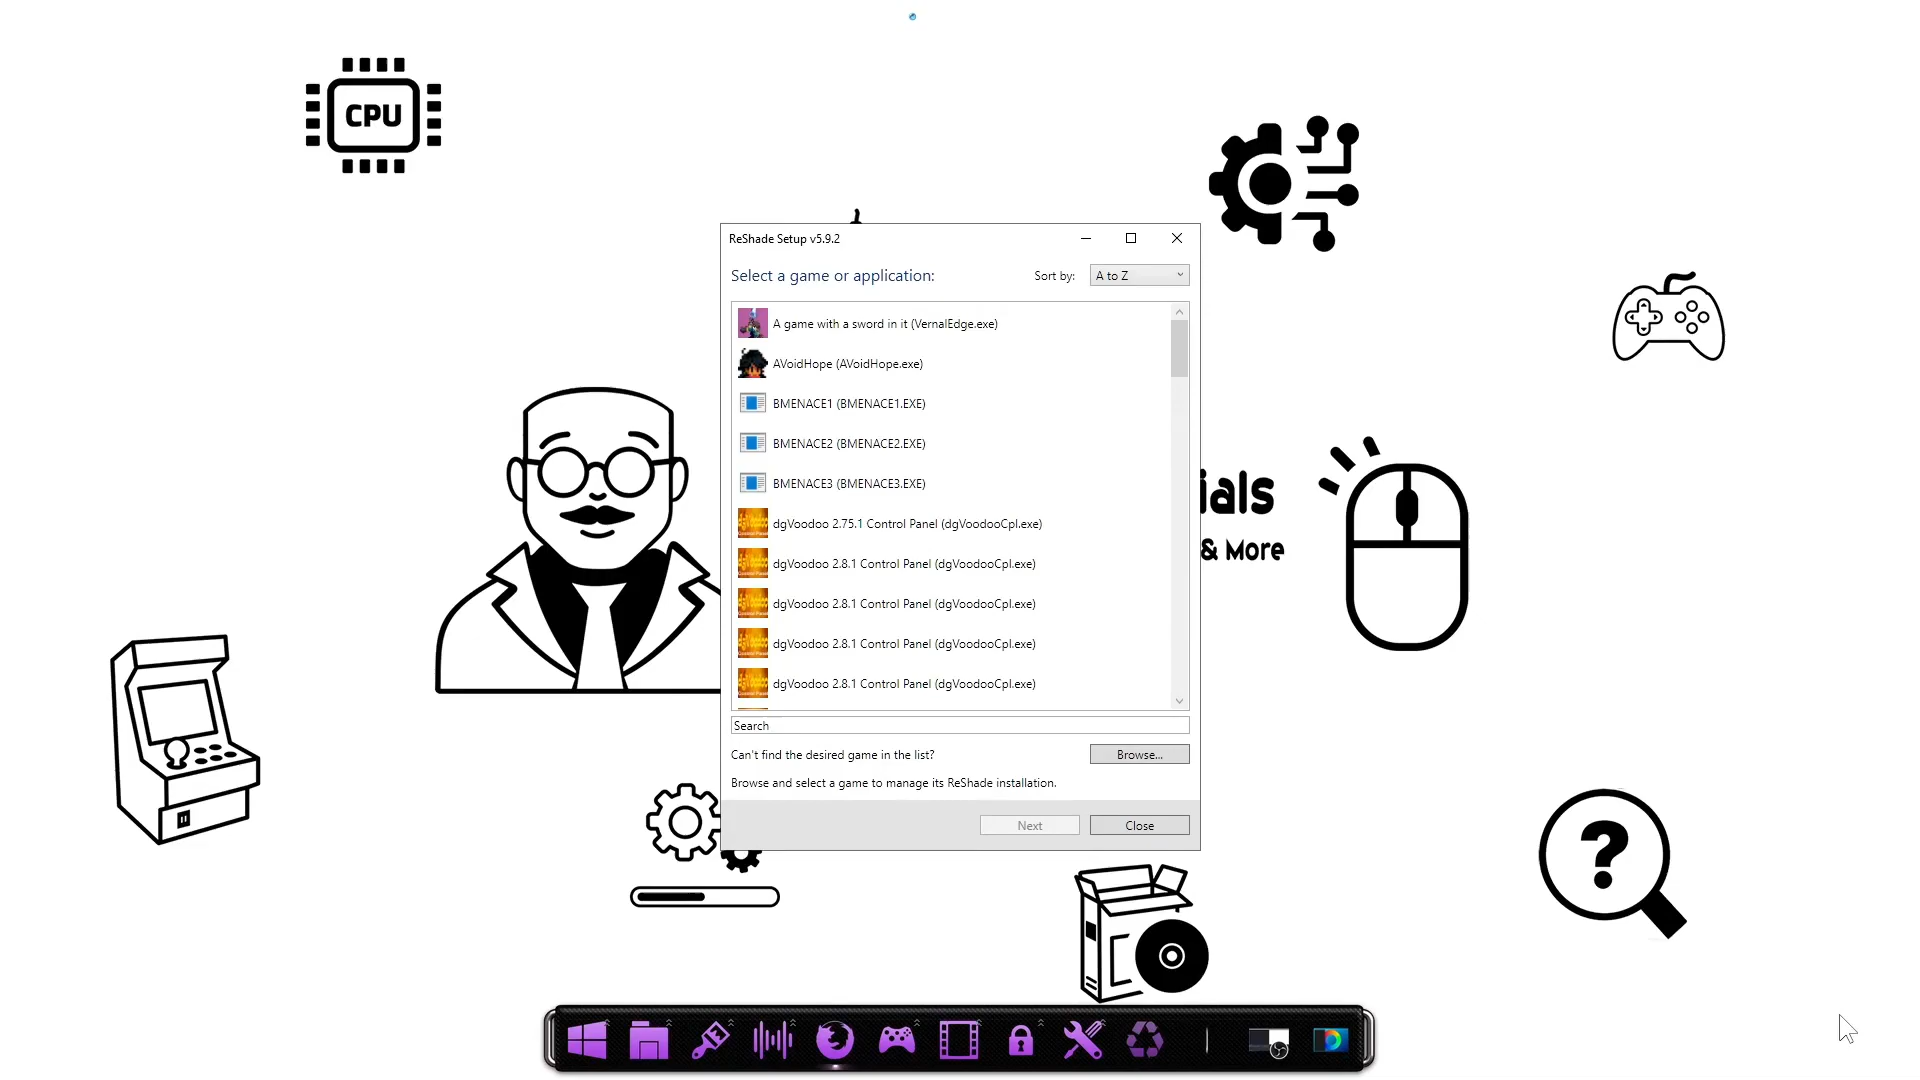 CPU
ReShade Setup v5.9.2
Select a game or application:
Sort by:
A to Z
A game with a sword in it (VernalEdge.exe)
AVoidHope (AVoidHope.exe)
BMENACE1 (BMENACE1.EXE)
BMENACE2 (BMENACE2.EXE)
BMENACE3 (BMENACE3.EXE)
dgVoodoo 2.75.1 Control Panel (dgVoodooCpl.exe)
dgVoodoo 2.8.1 Control Panel (dgVoodooCpl.exe)
dgVoodoo 2.8.1 Control Panel (dgVoodooCpl.exe)
dgVoodoo 2.8.1 Control Panel (dgVoodooCpl.exe)
dgVoodoo 2.8.1 Control Panel (dgVoodooCpl.exe)
Search
Can't find the desired game in the list?
Browse...
Browse and select a game to manage its ReShade installation.
Next
Close
ials
& More
?